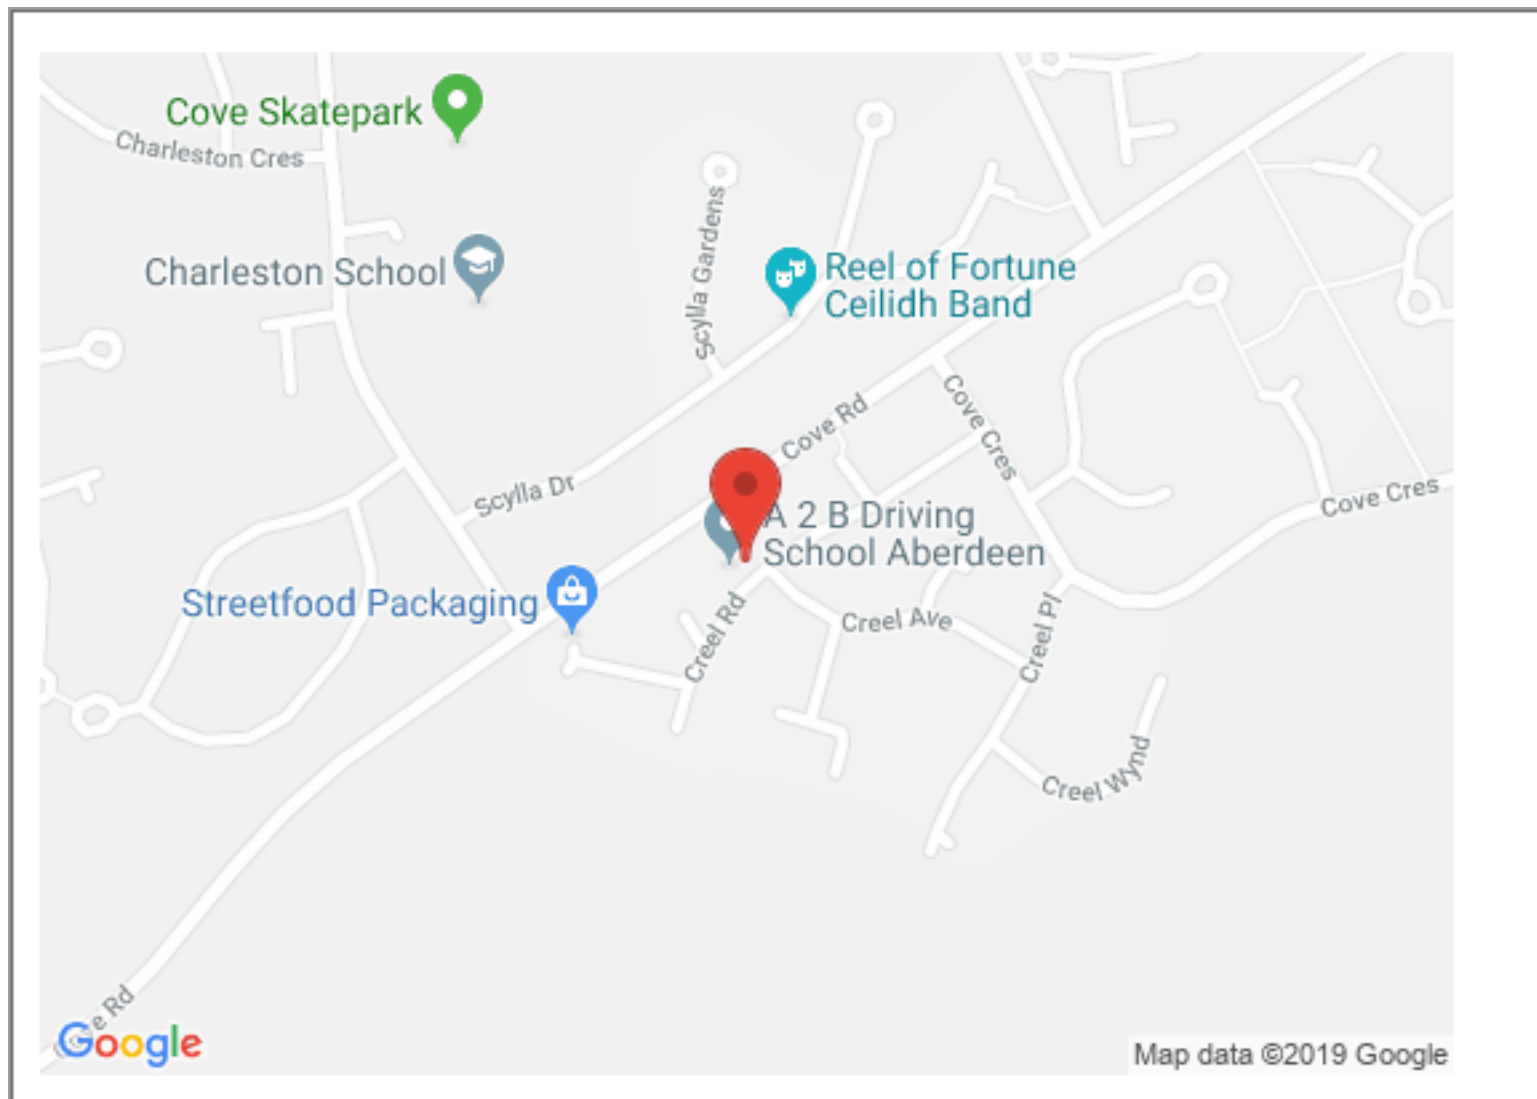 Cove Skatepark
Charleston Cres
Charleston School
Scylla Gardens
Reel of Fortune
Ceilidh Band
Cove Rd
Cove Cres
Scylla Dr
Cove Cres
A 2 B Driving
School Aberdeen
Streetfood Packaging
Creel Rd
Creel Ave
Creel Pl
Creel Wynd
e Rd
Google
Map data ©2019 Google